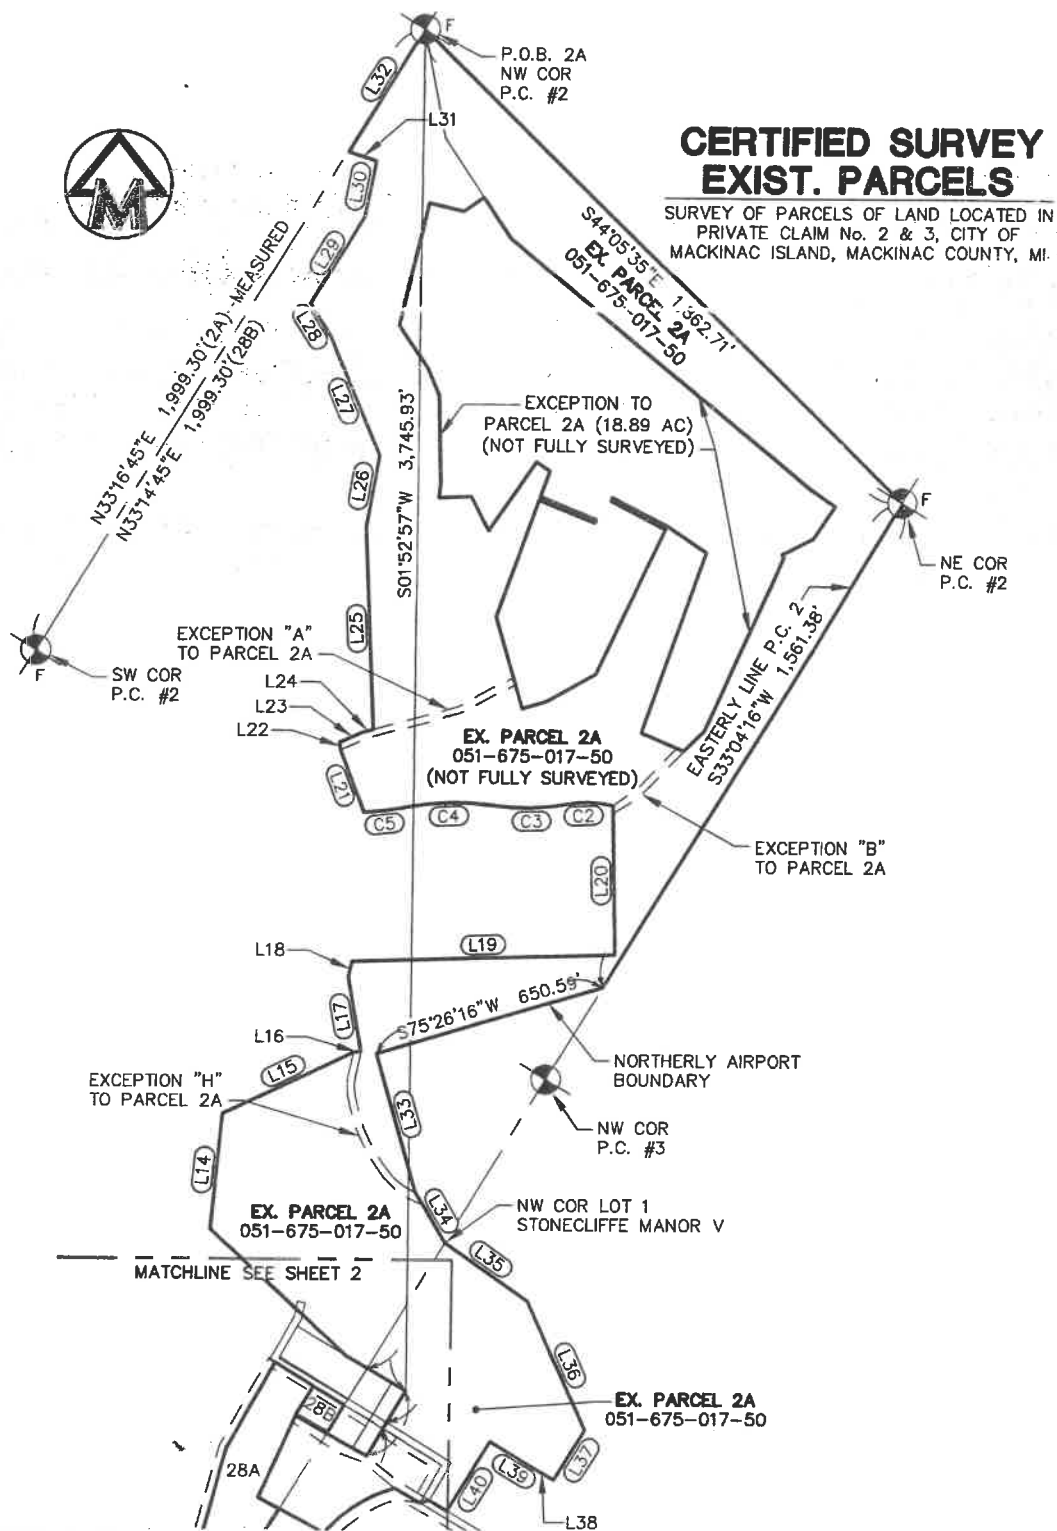 F
P.O.B. 2A
NW COR
P.C. #2
L32
L31
CERTIFIED SURVEY
EXIST. PARCELS
SURVEY OF PARCELS OF LAND LOCATED IN
PRIVATE CLAIM No. 2 & 3, CITY OF
MACKINAC ISLAND, MACKINAC COUNTY, MI.
M
L30
L29
L28
S44°05'35"E 1,362.71'
EX. PARCEL 2A
051-675-017-50
N33°16'45"E 1,999.30'(2A)-MEASURED
N33°14'45"E 1,999.30'(28B)
L27
S01°52'57"W 3,745.93'
EXCEPTION TO
PARCEL 2A (18.89 AC)
(NOT FULLY SURVEYED)
L26
F
NE COR
P.C. #2
EASTERLY LINE P.C. 2
S33°04'16"W 1,561.38'
L25
F
SW COR
P.C. #2
EXCEPTION "A"
TO PARCEL 2A
L24
L23
L22
EX. PARCEL 2A
051-675-017-50
(NOT FULLY SURVEYED)
L21
C5
C4
C3
C2
EXCEPTION "B"
TO PARCEL 2A
L20
L19
L18
L17
S75°26'16"W 650.59'
L16
L15
NORTHERLY AIRPORT
BOUNDARY
EXCEPTION "H"
TO PARCEL 2A
L33
NW COR
P.C. #3
L14
L34
NW COR LOT 1
STONECLIFFE MANOR V
EX. PARCEL 2A
051-675-017-50
L35
MATCHLINE SEE SHEET 2
L36
EX. PARCEL 2A
051-675-017-50
28B
28A
L37
L39
L40
L38